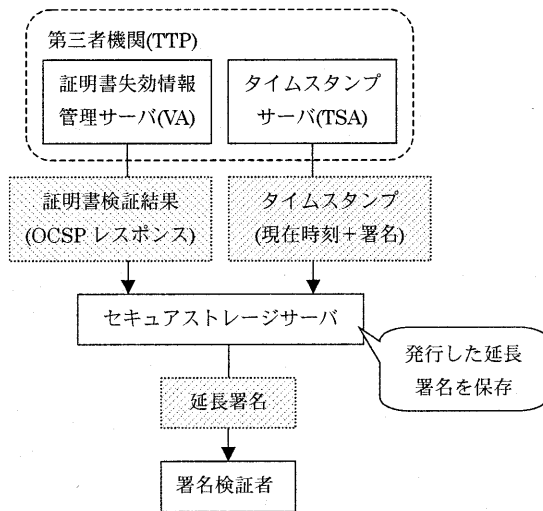 第三者機関(TTP)
証明書失効情報
管理サーバ(VA)
タイムスタンプ
サーバ(TSA)
証明書検証結果
(OCSP レスポンス)
タイムスタンプ
(現在時刻+署名)
セキュアストレージサーバ
発行した延長
署名を保存
延長署名
署名検証者